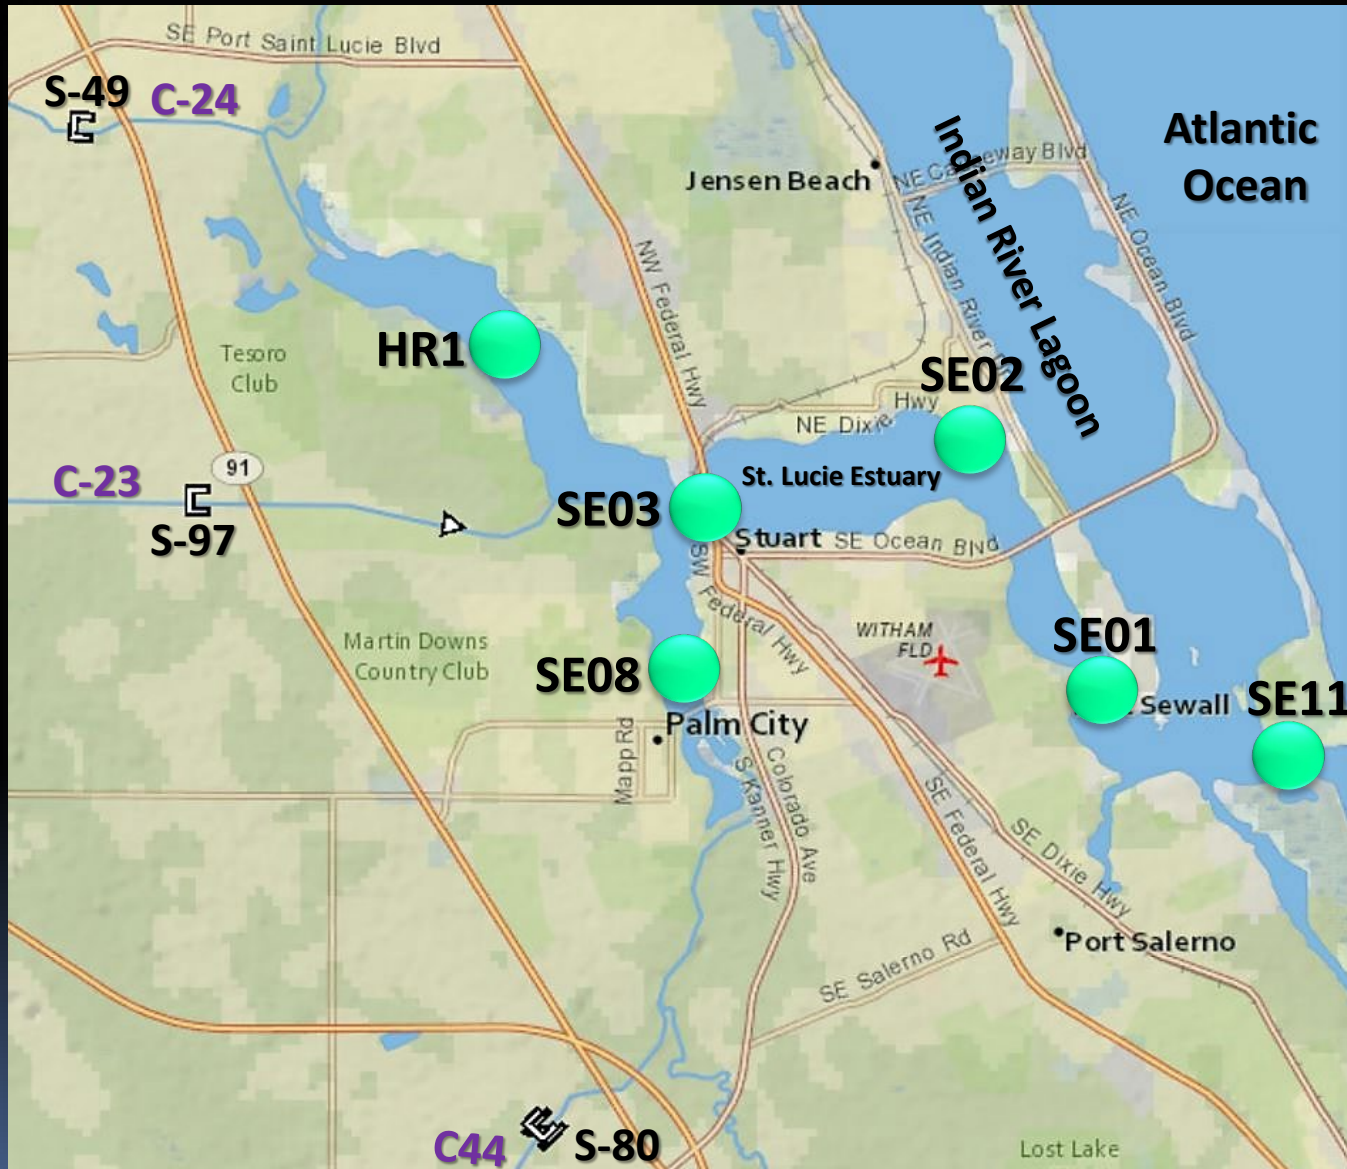 SE Port Saint Lucie Blvd
S-49
C-24
Atlantic
Ocean
Indian River Lagoon
Jensen Beach
NE Causeway Blvd
NE Ocean Blvd
NE Indian River
NW Federal Hwy
HR1
Tesoro
Club
SE02
NE Dixie Hwy
91
C-23
S-97
St. Lucie Estuary
SE03
Stuart
SE Ocean Blvd
SW Federal Hwy
WITHAM
FLD
Martin Downs
Country Club
SE01
SE08
Sewall
SE11
Palm City
Mapp Rd
S Kanner Hwy
Colorado Ave
SE Federal Hwy
SE Dixie Hwy
Port Salerno
SE Salerno Rd
C44
S-80
Lost Lake